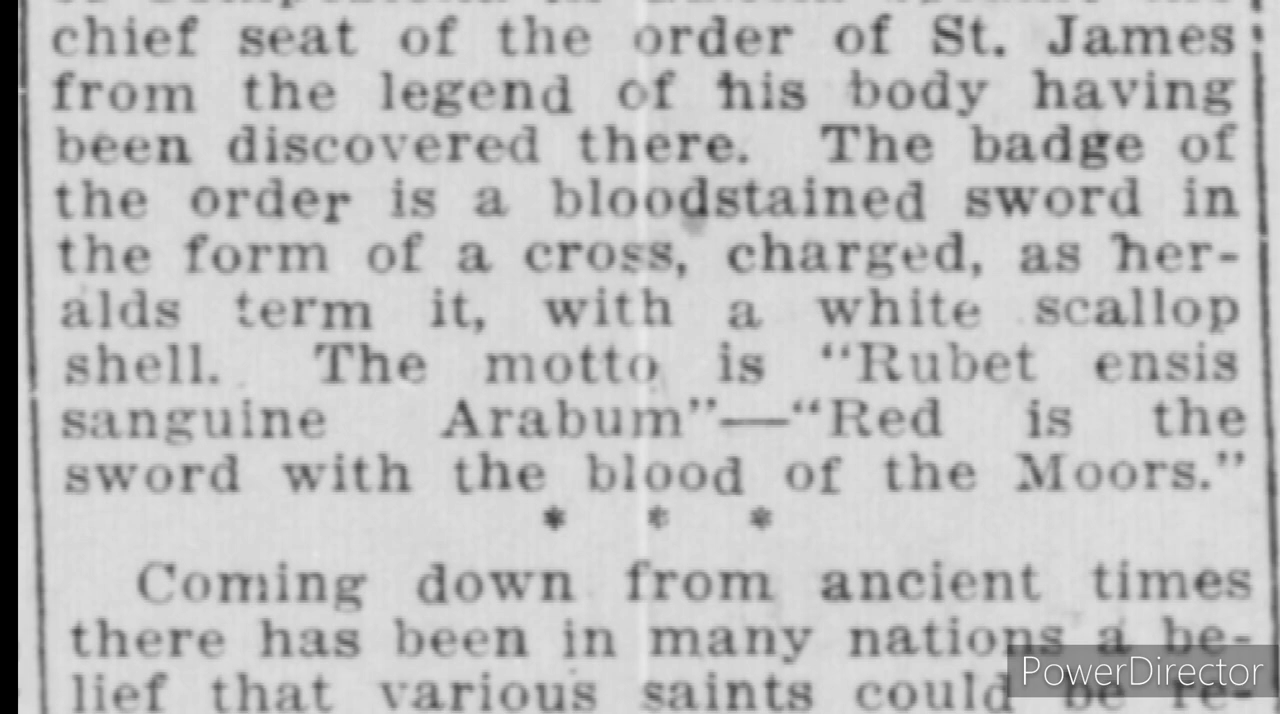 chief seat of the order of St. James
from the legend of his body having
been discovered there. The badge of
the order is a bloodstained sword in
the form of a cross, charged, as her-
alds term it, with a white scallop
shell. The motto is “Rubet ensis
sanguine Arabum”—“Red is the
sword with the blood of the Moors.”
* * *
Coming down from ancient times
there has been in many nations a be-
lief that various saints could be re-
PowerDirector